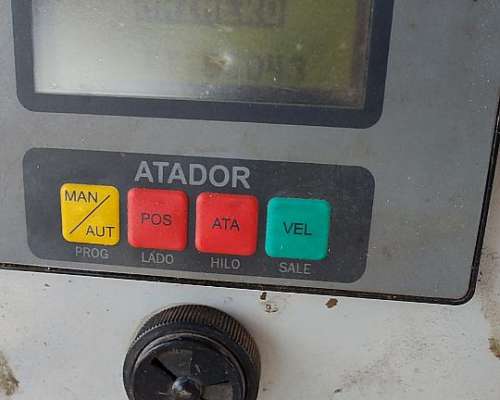 ATADOR
MAN/AUT POS ATA VEL
PROG LADO HILO SALE